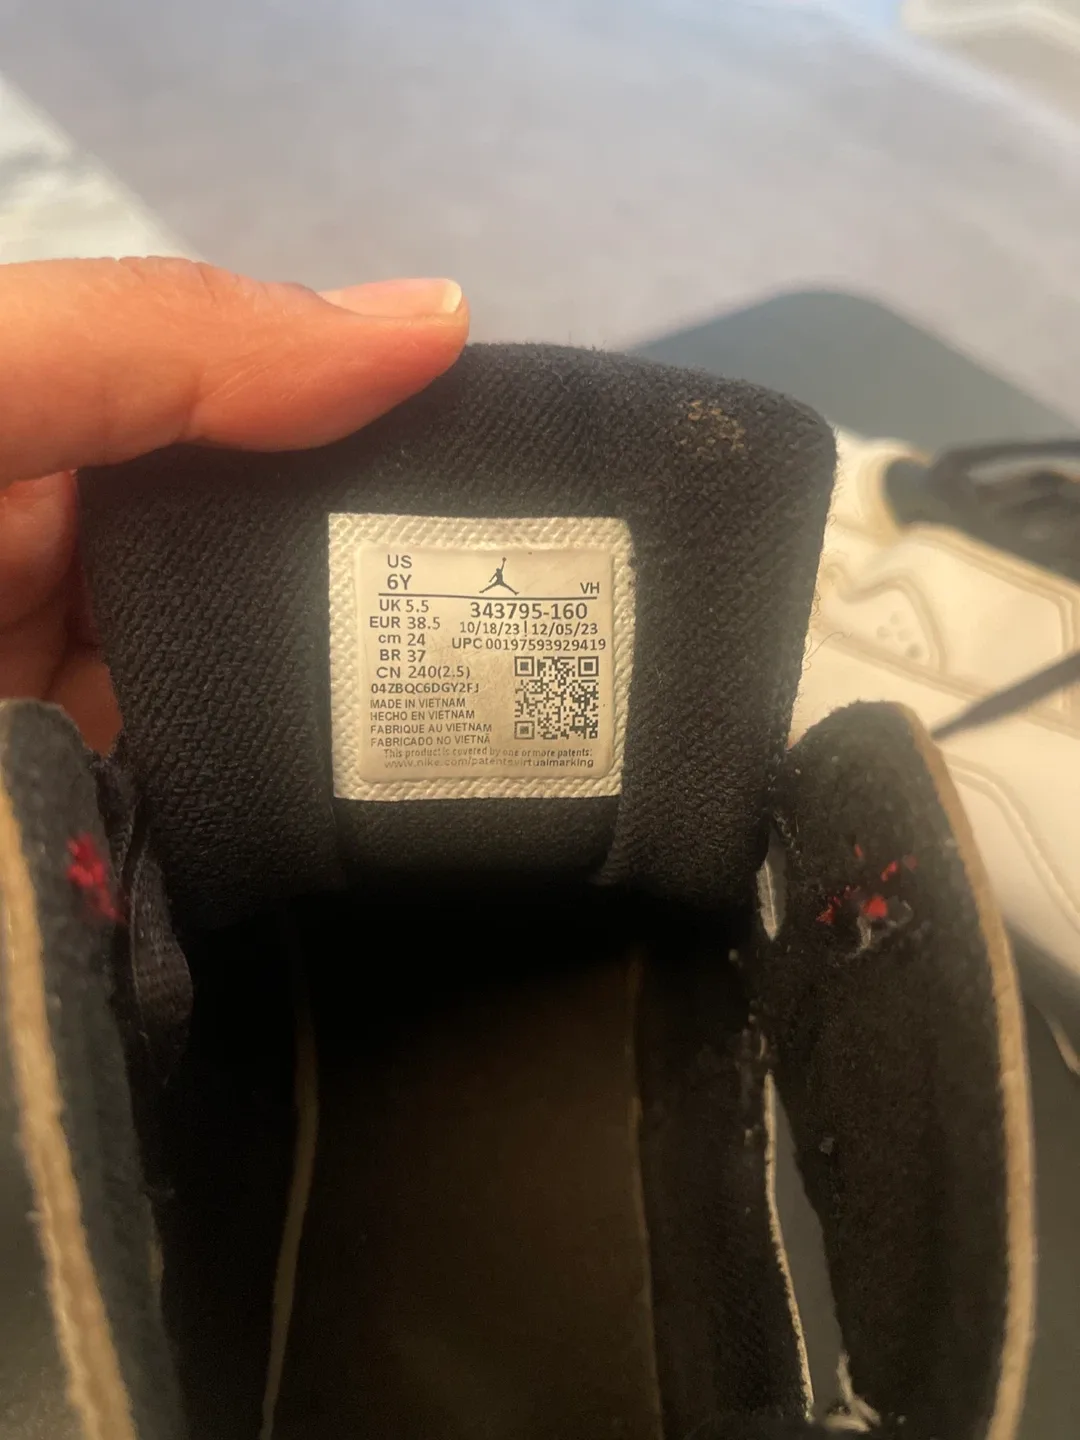 US
6Y
VH
UK 5.5
343795-160
EUR 38.5
10/18/23 | 12/05/23
cm 24
UPC 00197593929419
BR 37
CN 240(2.5)
04ZBQC6DGY2FJ
MADE IN VIETNAM
HECHO EN VIETNAM
FABRIQUE AU VIETNAM
FABRICADO NO VIETNÃ
This product is covered by one or more patents:
www.nike.com/patentsvirtualmarking